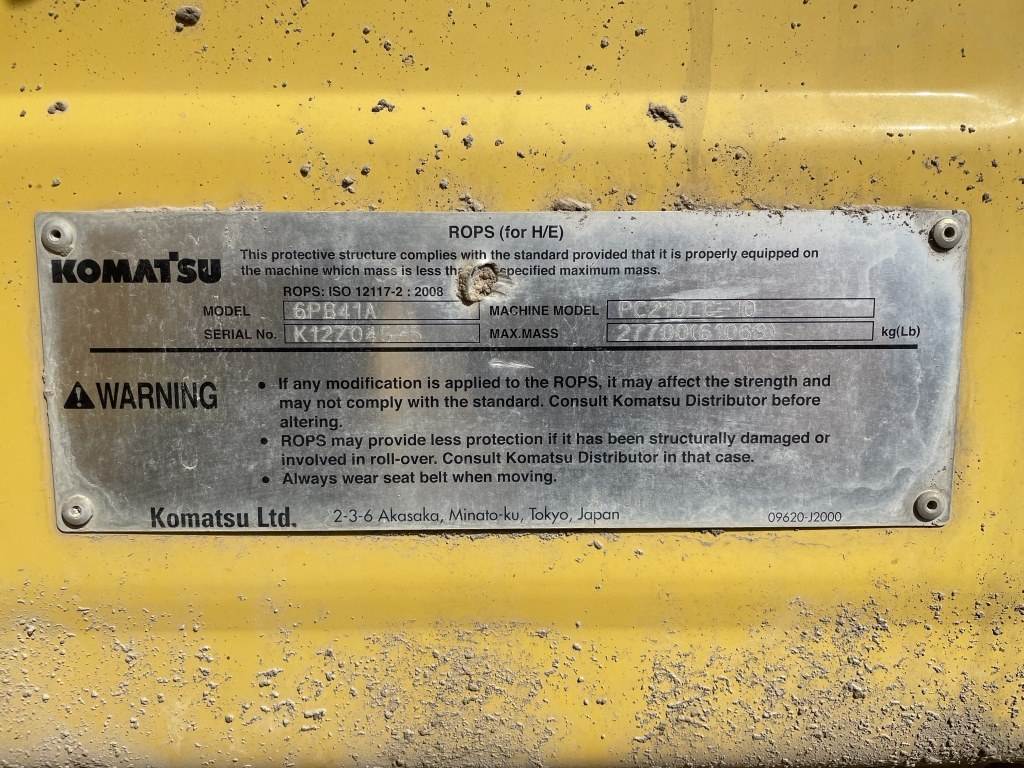 ROPS (for H/E)
KOMATSU
This protective structure complies with the standard provided that it is properly equipped on
the machine which mass is less specified maximum mass.
ROPS: ISO 12117-2 : 2008
MODEL 6PB41A MACHINE MODEL PC210LC-10
SERIAL No. MAX.MASS kg(Lb)
WARNING
• If any modification is applied to the ROPS, it may affect the strength and
may not comply with the standard. Consult Komatsu Distributor before
altering.
• ROPS may provide less protection if it has been structurally damaged or
involved in roll-over. Consult Komatsu Distributor in that case.
• Always wear seat belt when moving.
Komatsu Ltd. 2-3-6 Akasaka, Minato-ku, Tokyo, Japan 09620-J2000